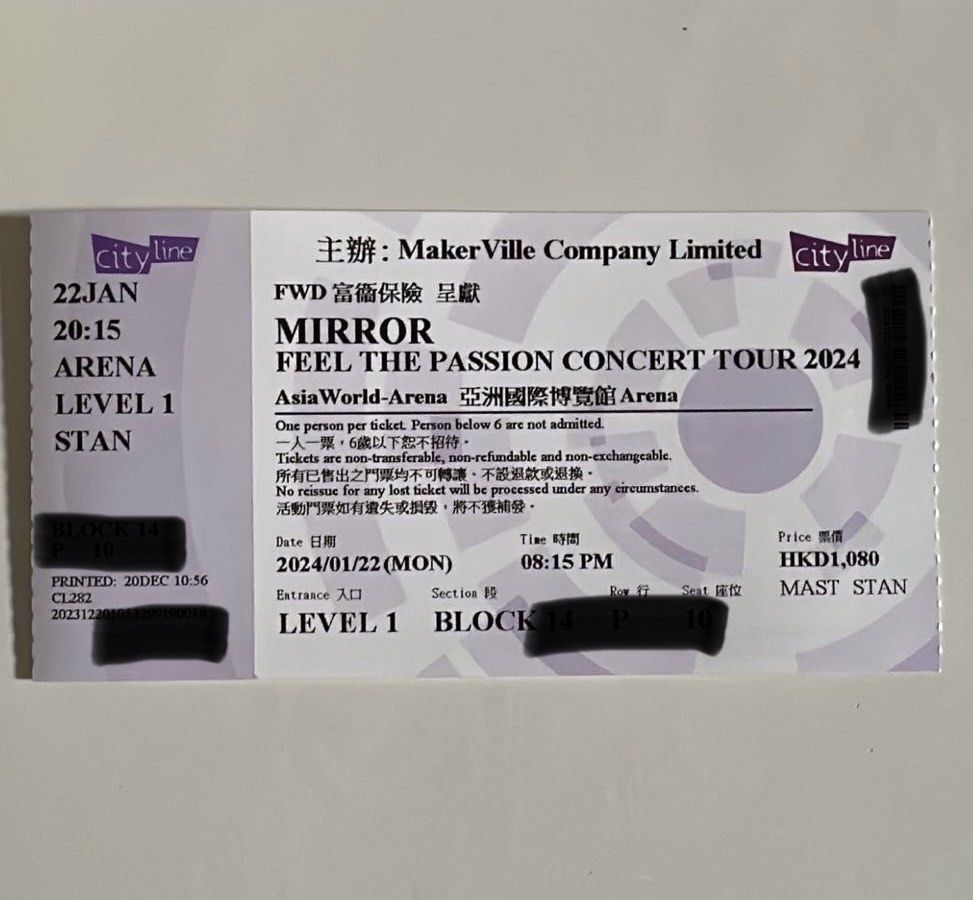 cityline
22JAN
20:15
ARENA
LEVEL 1
STAN
PRINTED: 20DEC 10:56
CL282
主辦: MakerVille Company Limited
cityline
FWD 富衞保險 呈獻
MIRROR
FEEL THE PASSION CONCERT TOUR 2024
AsiaWorld-Arena 亞洲國際博覽館 Arena
One person per ticket. Person below 6 are not admitted.
一人一票，6歲以下恕不招待。
Tickets are non-transferable, non-refundable and non-exchangeable.
所有已售出之門票均不可轉讓、不設退款或退換。
No reissue for any lost ticket will be processed under any circumstances.
活動門票如有遺失或損毀，將不獲補發。
Date 日期 Time 時間 Price 票價
2024/01/22(MON) 08:15 PM HKD1,080
Entrance 入口 Section 段 Row 行 Seat 座位 MAST STAN
LEVEL 1 BLOCK